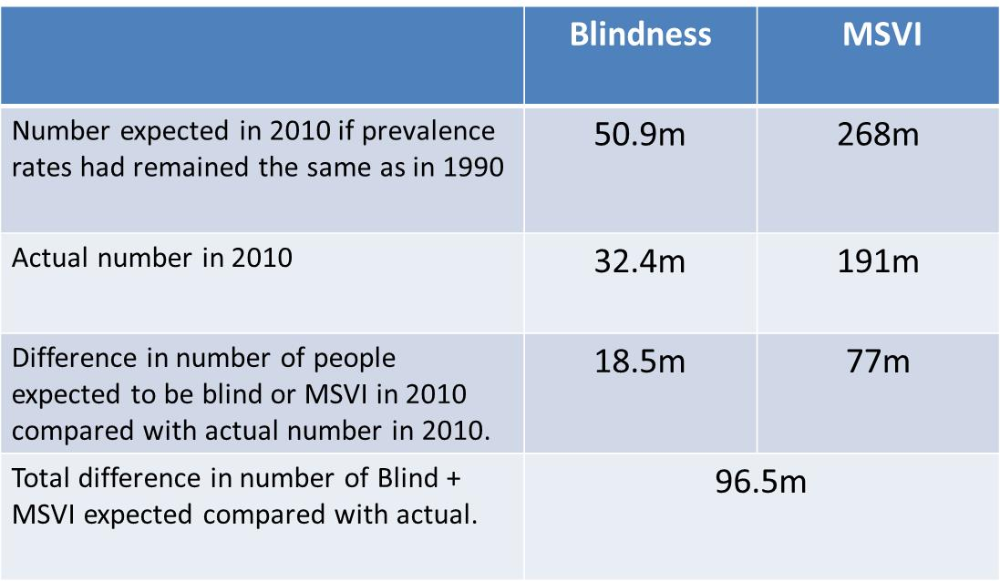 Blindness MSVI
Number expected in 2010 if prevalence
rates had remained the same as in 1990
50.9m 268m
Actual number in 2010 32.4m 191m
Difference in number of people
expected to be blind or MSVI in 2010
compared with actual number in 2010.
18.5m 77m
Total difference in number of Blind +
MSVI expected compared with actual.
96.5m